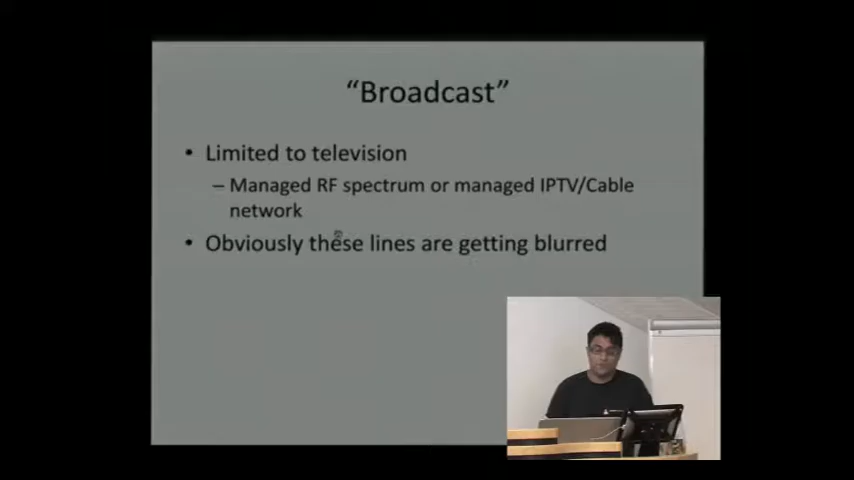 “Broadcast”
• Limited to television
– Managed RF spectrum or managed IPTV/Cable
network
• Obviously these lines are getting blurred